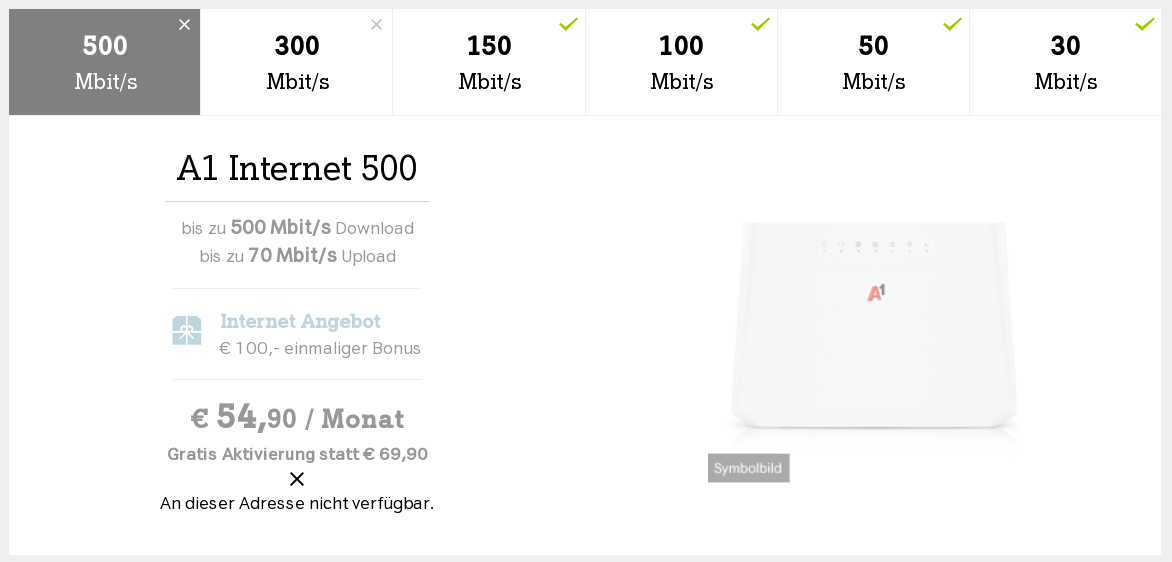 500
Mbit/s
300
Mbit/s
150
Mbit/s
100
Mbit/s
50
Mbit/s
30
Mbit/s
A1 Internet 500
bis zu 500 Mbit/s Download
bis zu 70 Mbit/s Upload
Internet Angebot
€ 100,- einmaliger Bonus
€ 54,90 / Monat
Gratis Aktivierung statt € 69,90
An dieser Adresse nicht verfügbar.
A1
Symbolbild